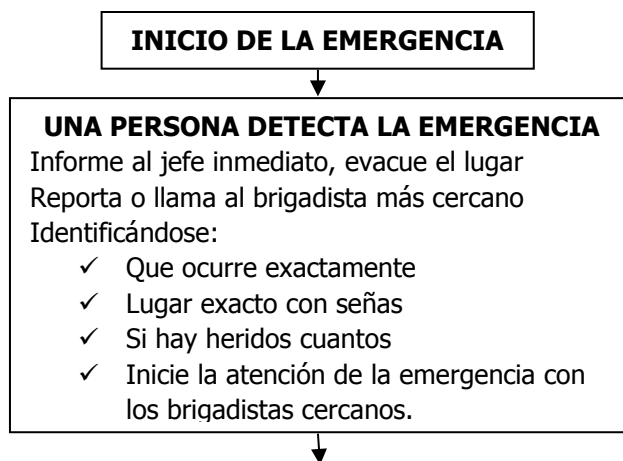 INICIO DE LA EMERGENCIA
UNA PERSONA DETECTA LA EMERGENCIA
Informe al jefe inmediato, evacue el lugar
Reporta o llama al brigadista más cercano
Identificándose:
✓ Que ocurre exactamente
✓ Lugar exacto con señas
✓ Si hay heridos cuantos
✓ Inicie la atención de la emergencia con
los brigadistas cercanos.